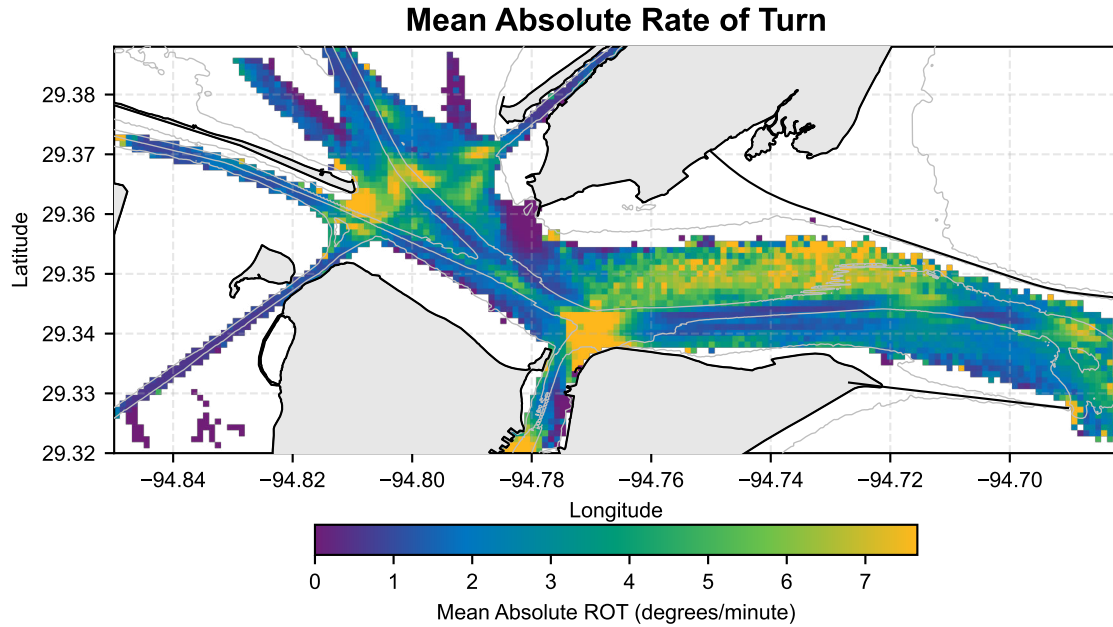 Mean Absolute Rate of Turn
Latitude
29.38
29.37
29.36
29.35
29.34
29.33
29.32
−94.84 −94.82 −94.80 −94.78 −94.76 −94.74 −94.72 −94.70
Longitude
0 1 2 3 4 5 6 7
Mean Absolute ROT (degrees/minute)